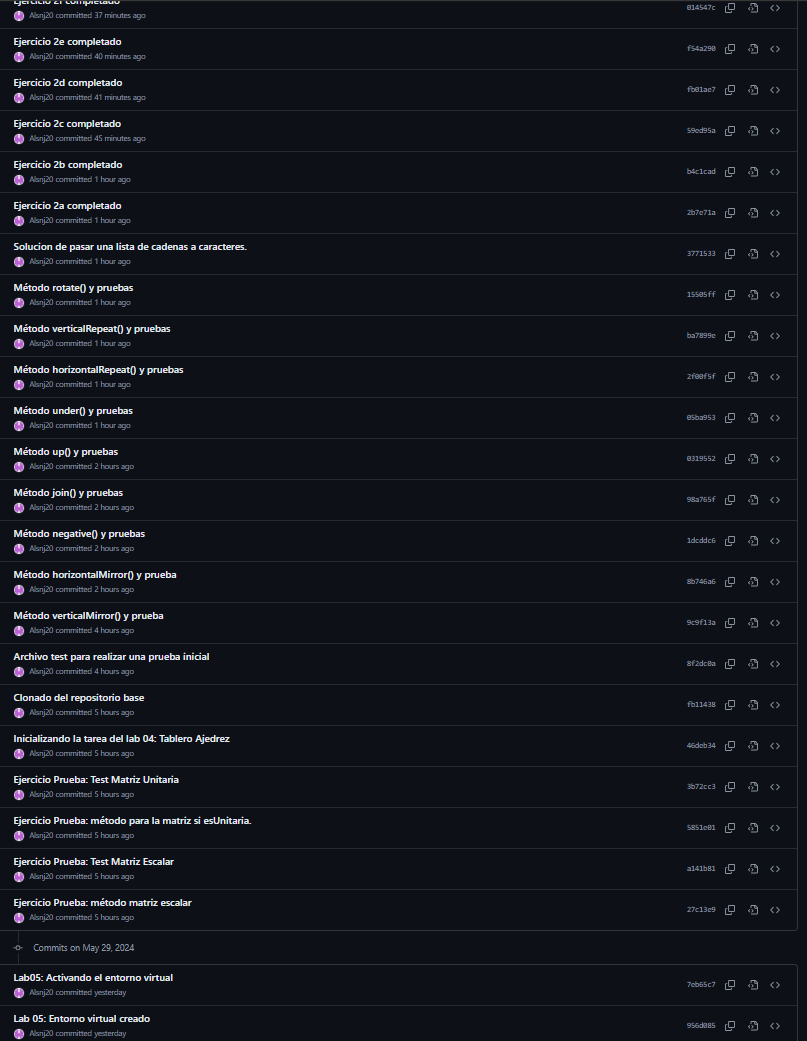 Ejercicio 2f completado
Alsnj20 committed 37 minutes ago
014547c
Ejercicio 2e completado
Alsnj20 committed 40 minutes ago
f54a290
Ejercicio 2d completado
Alsnj20 committed 41 minutes ago
fb01ae7
Ejercicio 2c completado
Alsnj20 committed 45 minutes ago
59ed95a
Ejercicio 2b completado
Alsnj20 committed 1 hour ago
b4c1cad
Ejercicio 2a completado
Alsnj20 committed 1 hour ago
2b7e71a
Solucion de pasar una lista de cadenas a caracteres.
Alsnj20 committed 1 hour ago
3771533
Método rotate() y pruebas
Alsnj20 committed 1 hour ago
15505ff
Método verticalRepeat() y pruebas
Alsnj20 committed 1 hour ago
ba7899e
Método horizontalRepeat() y pruebas
Alsnj20 committed 1 hour ago
2f00f5f
Método under() y pruebas
Alsnj20 committed 1 hour ago
05ba953
Método up() y pruebas
Alsnj20 committed 2 hours ago
0319552
Método join() y pruebas
Alsnj20 committed 2 hours ago
98a765f
Método negative() y pruebas
Alsnj20 committed 2 hours ago
1dcddc6
Método horizontalMirror() y prueba
Alsnj20 committed 2 hours ago
8b746a6
Método verticalMirror() y prueba
Alsnj20 committed 4 hours ago
9c9f13a
Archivo test para realizar una prueba inicial
Alsnj20 committed 4 hours ago
8f2dc0a
Clonado del repositorio base
Alsnj20 committed 5 hours ago
fb11438
Inicializando la tarea del lab 04: Tablero Ajedrez
Alsnj20 committed 5 hours ago
46deb34
Ejercicio Prueba: Test Matriz Unitaria
Alsnj20 committed 5 hours ago
3b72cc3
Ejercicio Prueba: método para la matriz si esUnitaria.
Alsnj20 committed 5 hours ago
5851e01
Ejercicio Prueba: Test Matriz Escalar
Alsnj20 committed 5 hours ago
a141b81
Ejercicio Prueba: método matriz escalar
Alsnj20 committed 5 hours ago
27c13e9
Commits on May 29, 2024
Lab05: Activando el entorno virtual
Alsnj20 committed yesterday
7eb65c7
Lab 05: Entorno virtual creado
Alsnj20 committed yesterday
956d085